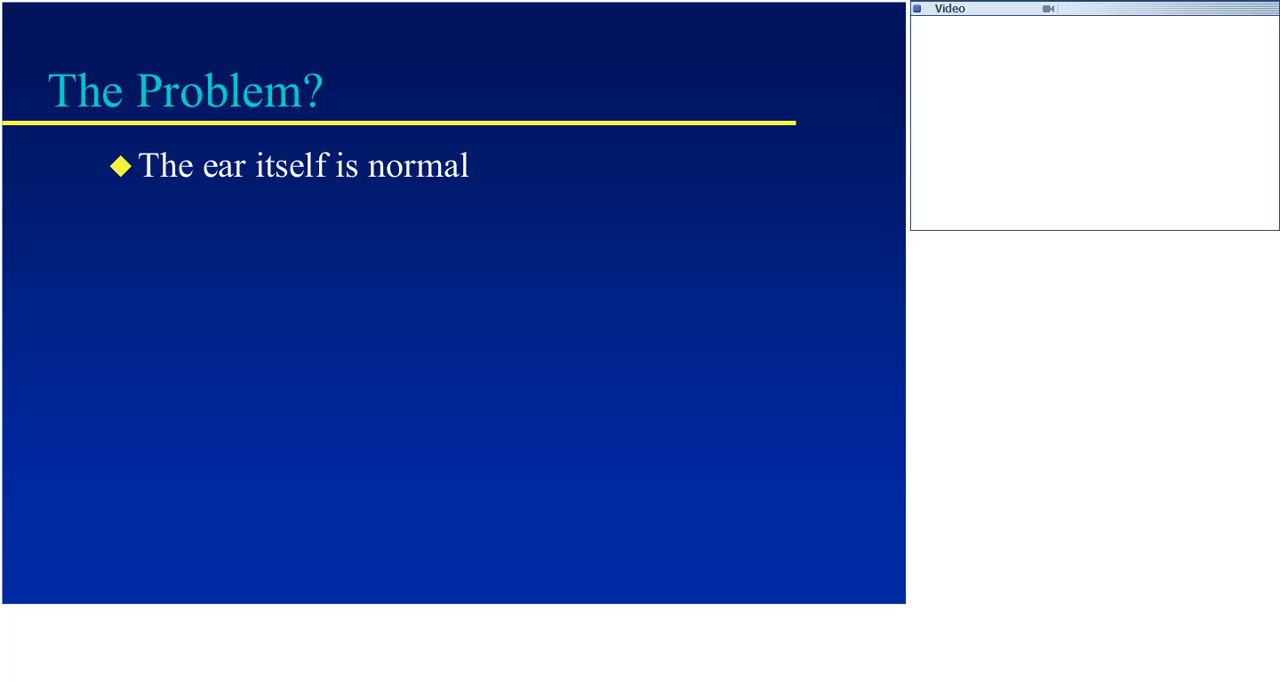 The Problem?
The ear itself is normal
Video